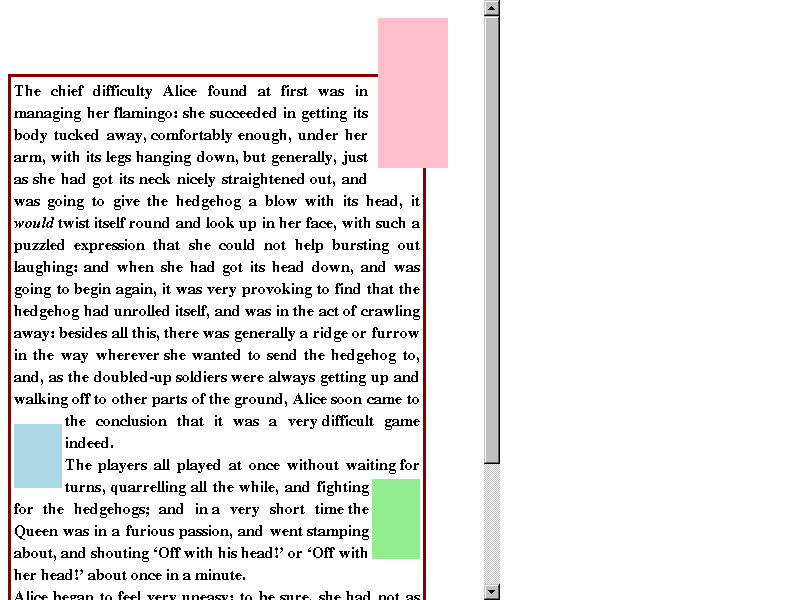 The chief difficulty Alice found at first was in
managing her flamingo: she succeeded in getting its
body tucked away, comfortably enough, under her
arm, with its legs hanging down, but generally, just
as she had got its neck nicely straightened out, and
was going to give the hedgehog a blow with its head, it
would twist itself round and look up in her face, with such a
puzzled expression that she could not help bursting out
laughing: and when she had got its head down, and was
going to begin again, it was very provoking to find that the
hedgehog had unrolled itself, and was in the act of crawling
away: besides all this, there was generally a ridge or furrow
in the way wherever she wanted to send the hedgehog to,
and, as the doubled-up soldiers were always getting up and
walking off to other parts of the ground, Alice soon came to
the conclusion that it was a very difficult game
indeed.
The players all played at once without waiting for
turns, quarrelling all the while, and fighting
for the hedgehogs; and in a very short time the
Queen was in a furious passion, and went stamping
about, and shouting ‘Off with his head!’ or ‘Off with
her head!’ about once in a minute.
Alice began to feel very uneasy: to be sure, she had not as